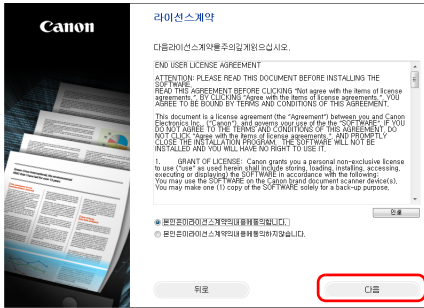 Canon
라이선스계약
다음라이선스계약을주의깊게읽으십시오.
END USER LICENSE AGREEMENT
ATTENTION: PLEASE READ THIS DOCUMENT BEFORE INSTALLING THE
SOFTWARE.
READ THIS AGREEMENT BEFORE CLICKING "Not agree with the items of license
agreements.". BY CLICKING "Agree with the items of license agreements.", YOU
AGREE TO BE BOUND BY TERMS AND CONDITIONS OF THIS AGREEMENT.
This document is a license agreement (the "Agreement") between you and Canon
Electronics Inc., ("Canon"), and governs your use of the the "SOFTWARE". IF YOU
DO NOT AGREE TO THE TERMS AND CONDITIONS OF THIS AGREEMENT, DO
NOT CLICK "Agree with the items of license agreements.", AND PROMPTLY
CLOSE THE INSTALLATION PROGRAM. THE SOFTWARE WILL NOT BE
INSTALLED AND YOU WILL HAVE NO RIGHT TO USE IT.
1. GRANT OF LICENSE: Canon grants you a personal non-exclusive license
to use ("use" as used herein shall include storing, loading, installing, accessing,
executing or displaying) the SOFTWARE in accordance with the following:
You may use the SOFTWARE on the Canon brand document scanner device(s).
You may make one (1) copy of the SOFTWARE solely for a back-up purpose.
인쇄
본인은이라이선스계약의내용에동의합니다.
본인은이라이선스계약의내용에동의하지않습니다.
뒤로
다음